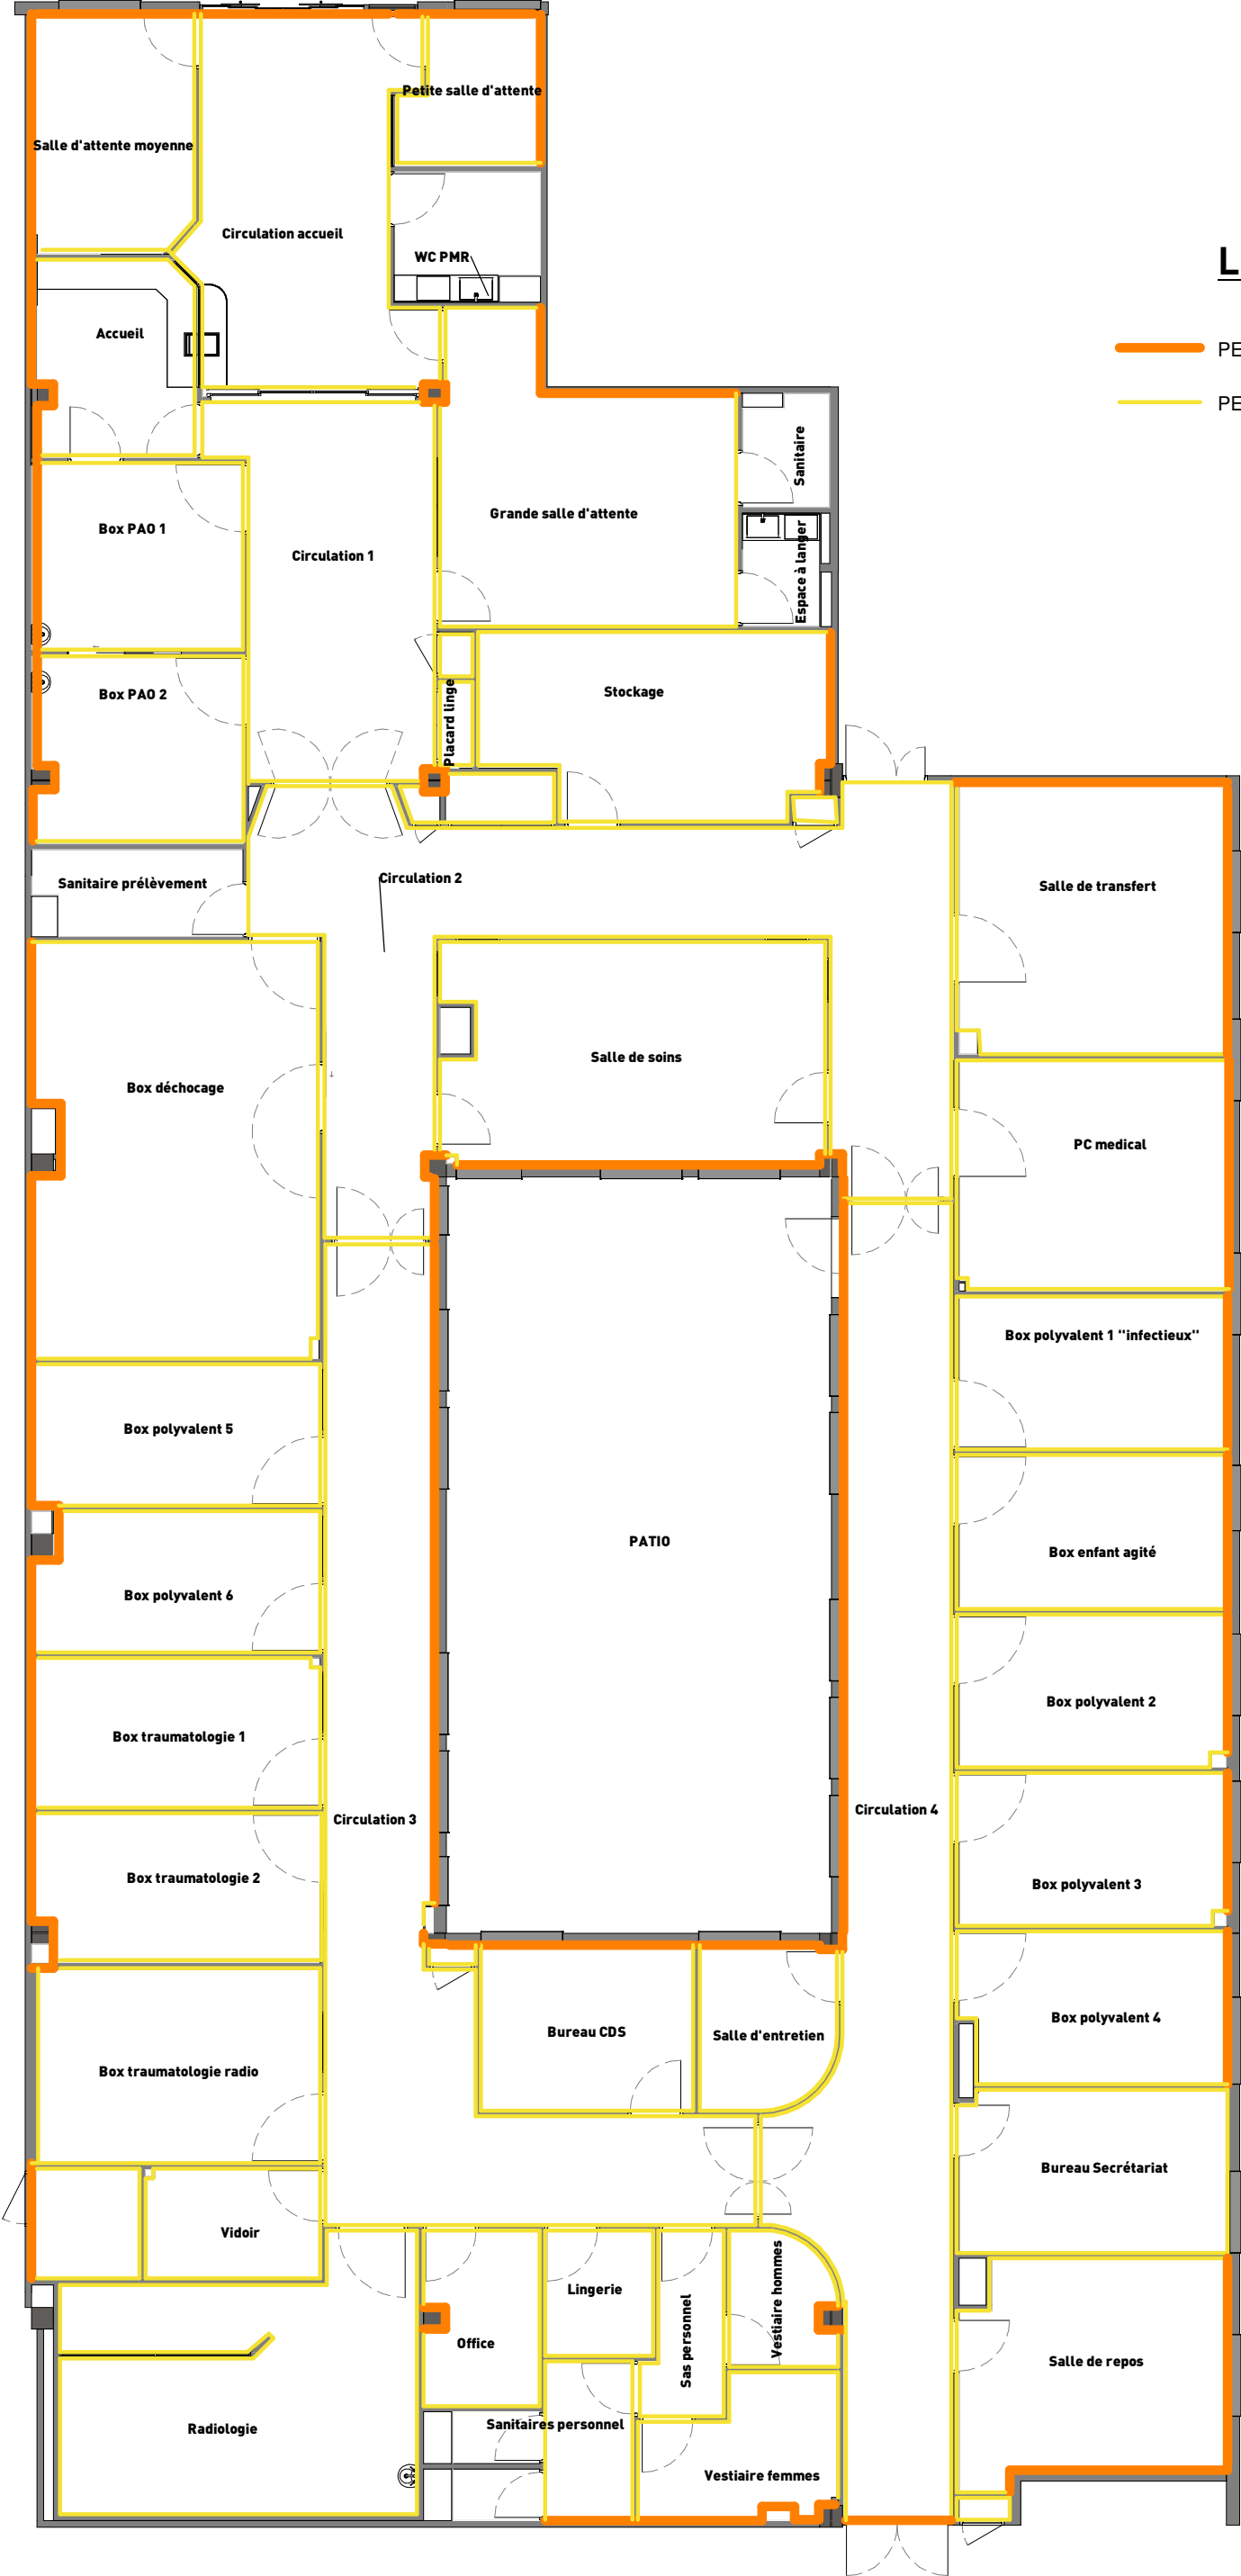 Petite salle d'attente
Salle d'attente moyenne
Circulation accueil
WC PMR
L
Accueil
PE
PE
Sanitaire
Grande salle d'attente
Box PAO 1
Circulation 1
Espace à langer
Box PAO 2
Stockage
Placard linge
Circulation 2
Sanitaire prélèvement
Salle de transfert
Salle de soins
Box déchocage
PC medical
Box polyvalent 1 "infectieux"
Box polyvalent 5
PATIO
Box enfant agité
Box polyvalent 6
Box polyvalent 2
Box traumatologie 1
Circulation 4
Circulation 3
Box traumatologie 2
Box polyvalent 3
Box polyvalent 4
Bureau CDS
Salle d'entretien
Box traumatologie radio
Bureau Secrétariat
Vidoir
Vestiaire hommes
Lingerie
Sas personnel
Office
Salle de repos
Sanitaires personnel
Radiologie
Vestiaire femmes